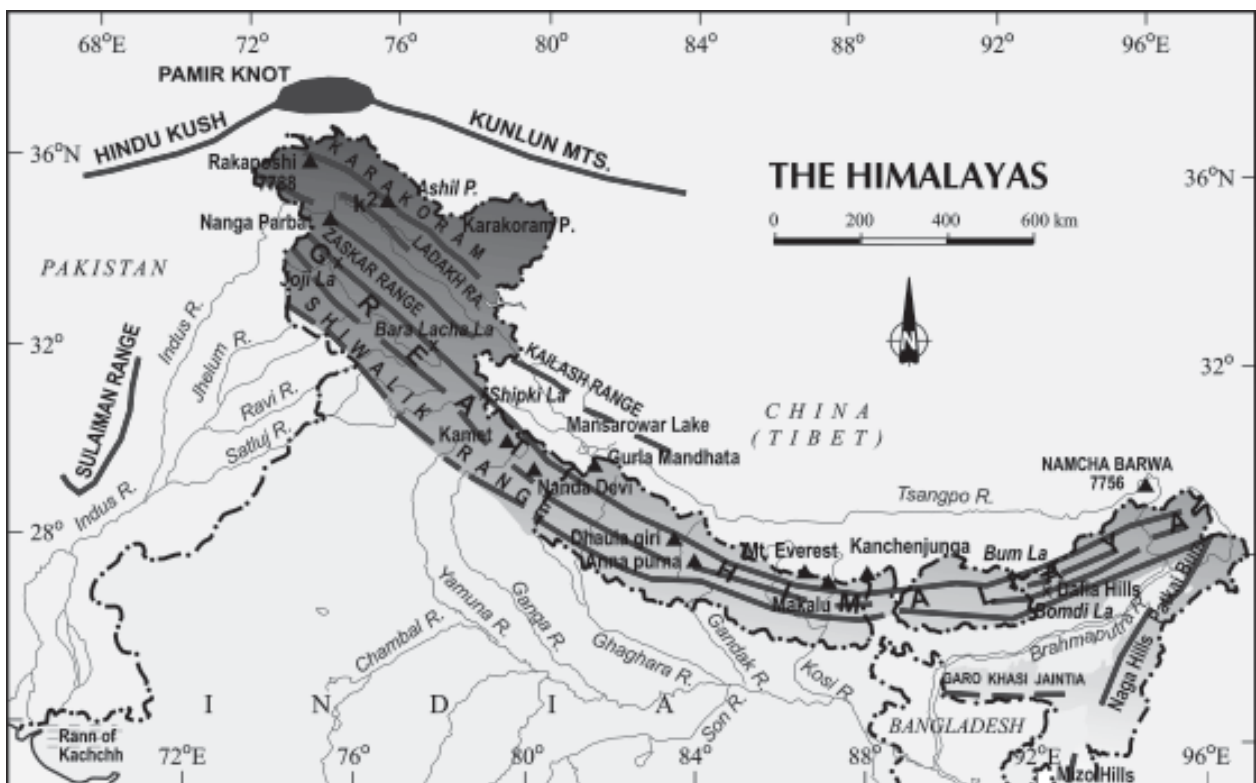 68°E 72° 76° 80° 84° 88° 92° 96°E
PAMIR KNOT
HINDU KUSH
KUNLUN MTS.
36°N
36°N
THE HIMALAYAS
0 200 400 600 km
N
KARAKORAM
Rakaposhi
7788
Ashil P.
K2
Karakoram P.
Nanga Parbat
LADAKH RA.
ZASKAR RANGE
PAKISTAN
Joji La
Indus R.
Bara Lacha La
GREAT HIMALAYA
SHIWALIK RANGE
32°
32°
Jhelum R.
KAILASH RANGE
SULAIMAN RANGE
Ravi R.
Shipki La
Mansarowar Lake
CHINA
(TIBET)
Satluj R.
Kamet
Gurla Mandhata
NAMCHA BARWA
7756
Nanda Devi
Tsangpo R.
Indus R.
28°
28°
Dhaula giri
Mt. Everest
Kanchenjunga
Bum La
Anna purna
Makalu
Dalia Hills
Bomdi La
Patkai Bum
Yamuna R.
Ganga R.
Chambal R.
Ghaghara R.
Gandak R.
Kosi R.
Brahmaputra R.
GARO KHASI JAINTIA
Naga Hills
INDIA
Son R.
BANGLADESH
Rann of
Kachchh
72°E 76° 80° 84° 88° 92°E 96°E
Mizo Hills